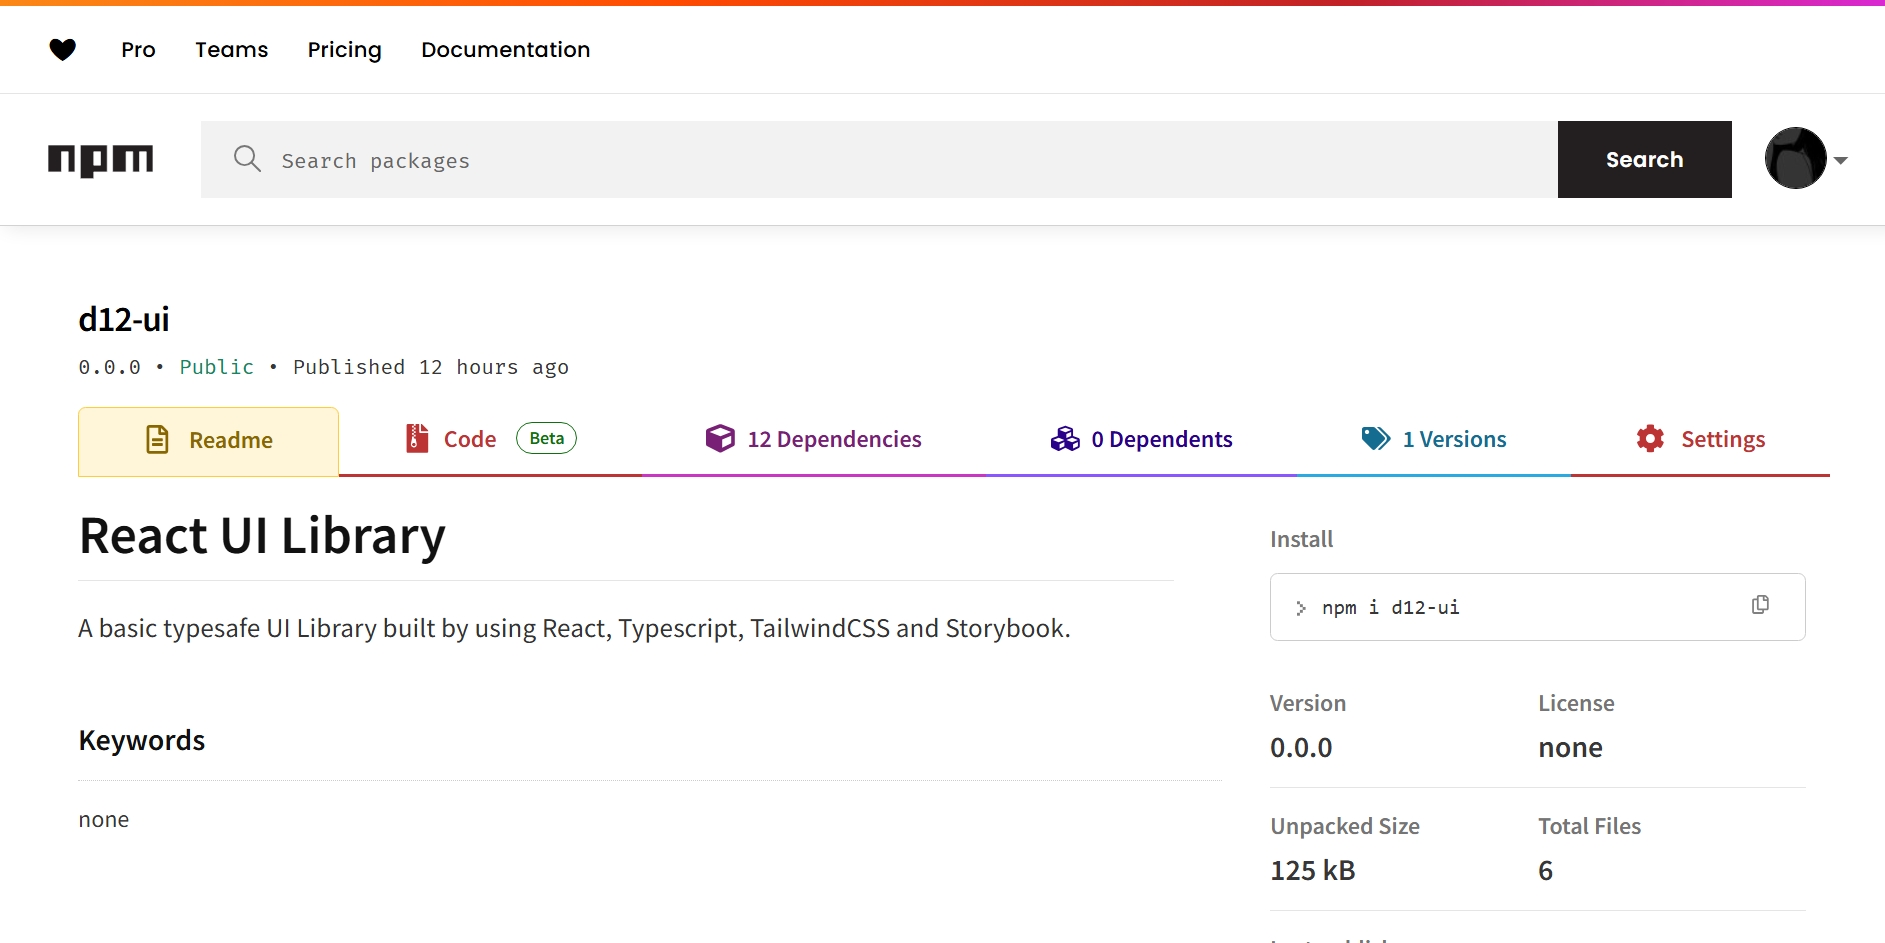 Pro Teams Pricing Documentation
npm Search packages Search
d12-ui
0.0.0 • Public • Published 12 hours ago
Readme Code Beta 12 Dependencies 0 Dependents 1 Versions Settings
React UI Library
A basic typesafe UI Library built by using React, Typescript, TailwindCSS and Storybook.
Keywords
none
Install
npm i d12-ui
Version License
0.0.0 none
Unpacked Size Total Files
125 kB 6